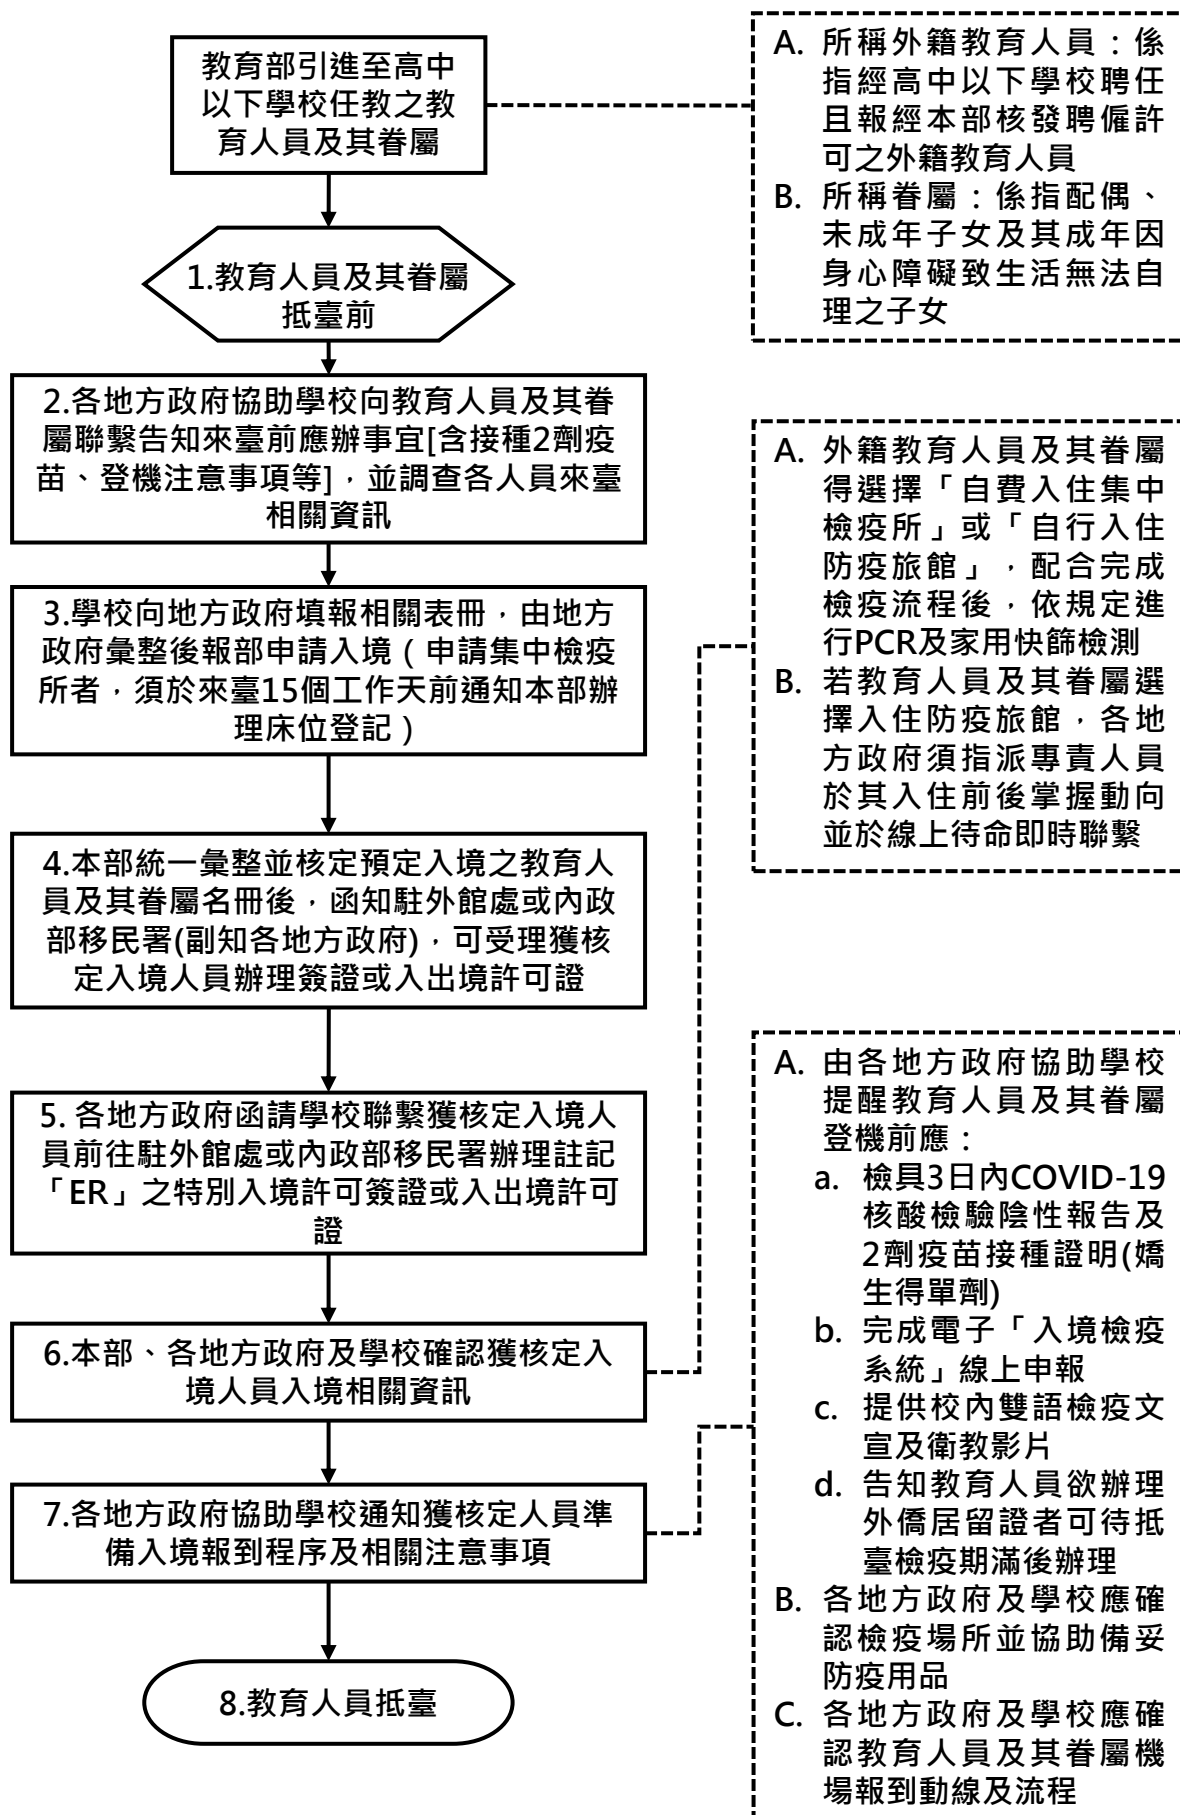 教育部引進至高中
以下學校任教之教
育人員及其眷屬
A. 所稱外籍教育人員：係
指經高中以下學校聘任
且報經本部核發聘僱許
可之外籍教育人員
B. 所稱眷屬：係指配偶、
未成年子女及其成年因
身心障礙致生活無法自
理之子女
1.教育人員及其眷屬
抵臺前
2.各地方政府協助學校向教育人員及其眷
屬聯繫告知來臺前應辦事宜[含接種2劑疫
苗、登機注意事項等]，並調查各人員來臺
相關資訊
3.學校向地方政府填報相關表冊，由地方
政府彙整後報部申請入境（申請集中檢疫
所者，須於來臺15個工作天前通知本部辦
理床位登記）
4.本部統一彙整並核定預定入境之教育人
員及其眷屬名冊後，函知駐外館處或內政
部移民署(副知各地方政府)，可受理獲核
定入境人員辦理簽證或入出境許可證
5. 各地方政府函請學校聯繫獲核定入境人
員前往駐外館處或內政部移民署辦理註記
「ER」之特別入境許可簽證或入出境許可
證
6.本部、各地方政府及學校確認獲核定入
境人員入境相關資訊
A. 外籍教育人員及其眷屬
得選擇「自費入住集中
檢疫所」或「自行入住
防疫旅館」，配合完成
檢疫流程後，依規定進
行PCR及家用快篩檢測
B. 若教育人員及其眷屬選
擇入住防疫旅館，各地
方政府須指派專責人員
於其入住前後掌握動向
並於線上待命即時聯繫
7.各地方政府協助學校通知獲核定人員準
備入境報到程序及相關注意事項
A. 由各地方政府協助學校
提醒教育人員及其眷屬
登機前應：
a. 檢具3日內COVID-19
核酸檢驗陰性報告及
2劑疫苗接種證明(嬌
生得單劑)
b. 完成電子「入境檢疫
系統」線上申報
c. 提供校內雙語檢疫文
宣及衛教影片
d. 告知教育人員欲辦理
外僑居留證者可待抵
臺檢疫期滿後辦理
B. 各地方政府及學校應確
認檢疫場所並協助備妥
防疫用品
C. 各地方政府及學校應確
認教育人員及其眷屬機
場報到動線及流程
8.教育人員抵臺